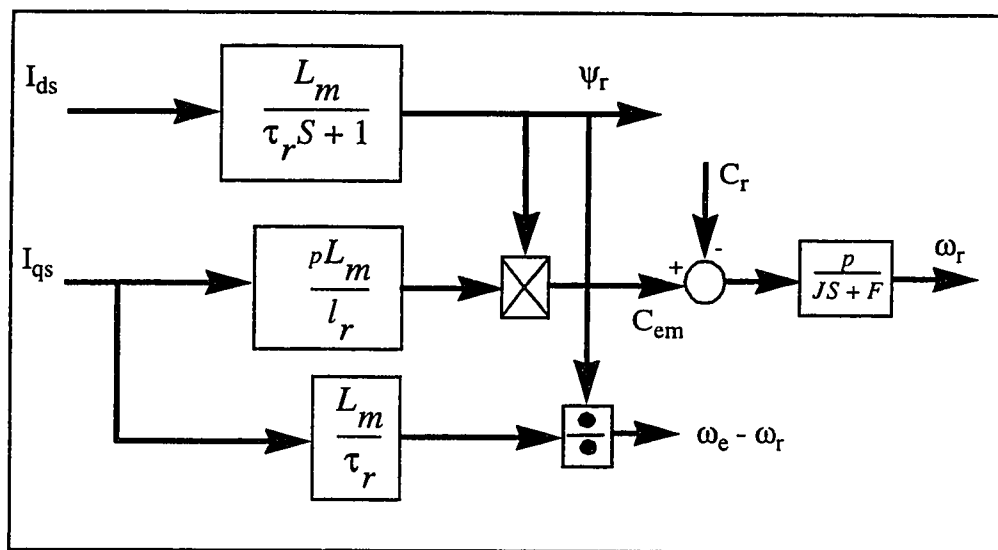 I_ds
L_m
τ_r S + 1
ψ_r
C_r
I_qs
pL_m
l_r
+
-
C_em
p
JS + F
ω_r
L_m
τ_r
÷
ω_e - ω_r